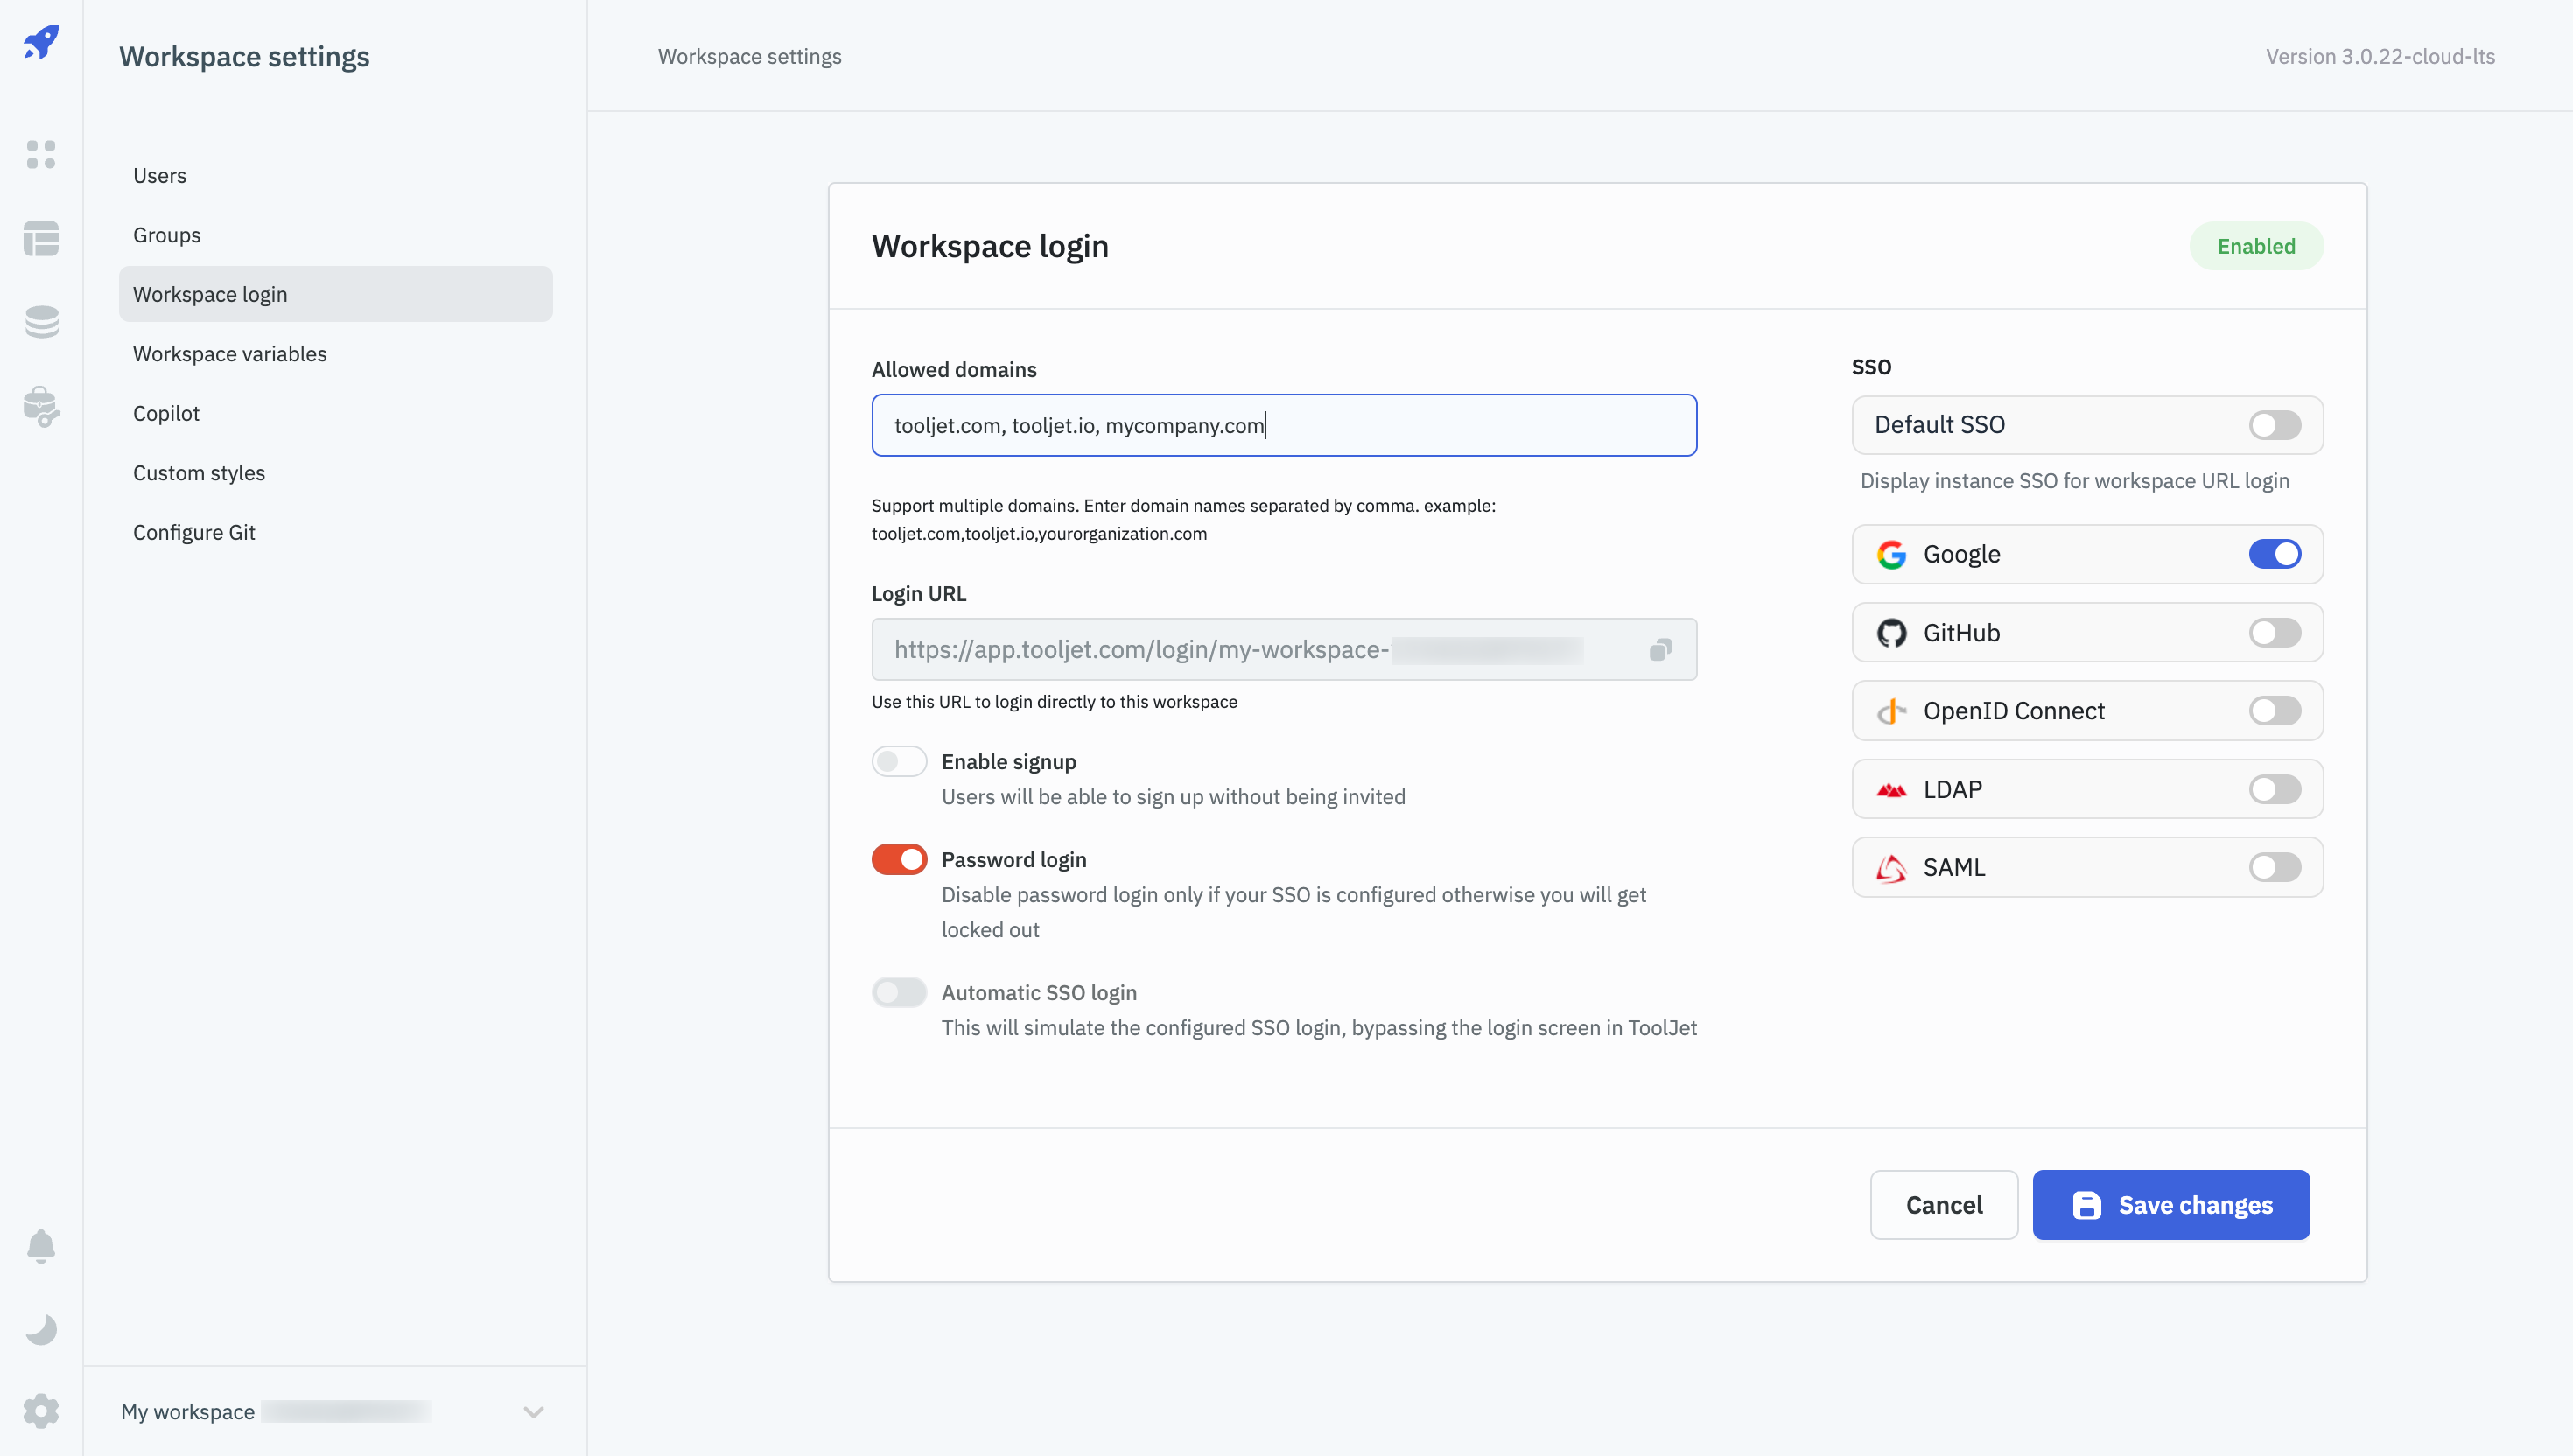 Workspace settings
Users
Groups
Workspace login
Workspace variables
Copilot
Custom styles
Configure Git
My workspace
Workspace settings
Version 3.0.22-cloud-lts
Workspace login
Enabled
Allowed domains
tooljet.com, tooljet.io, mycompany.com
Support multiple domains. Enter domain names separated by comma. example:
tooljet.com,tooljet.io,yourorganization.com
Login URL
https://app.tooljet.com/login/my-workspace-
Use this URL to login directly to this workspace
Enable signup
Users will be able to sign up without being invited
Password login
Disable password login only if your SSO is configured otherwise you will get
locked out
Automatic SSO login
This will simulate the configured SSO login, bypassing the login screen in ToolJet
SSO
Default SSO
Display instance SSO for workspace URL login
Google
GitHub
OpenID Connect
LDAP
SAML
Cancel
Save changes